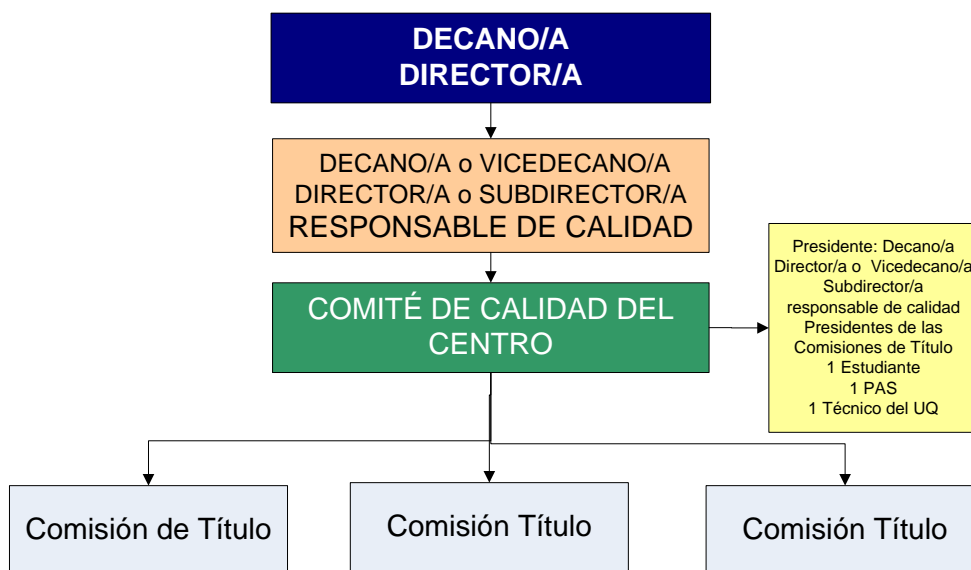 DECANO/A
DIRECTOR/A
DECANO/A o VICEDECANO/A
DIRECTOR/A o SUBDIRECTOR/A
RESPONSABLE DE CALIDAD
COMITÉ DE CALIDAD DEL
CENTRO
Presidente: Decano/a
Director/a o Vicedecano/a
Subdirector/a
responsable de calidad
Presidentes de las
Comisiones de Título
1 Estudiante
1 PAS
1 Técnico del UQ
Comisión de Título
Comisión Título
Comisión Título